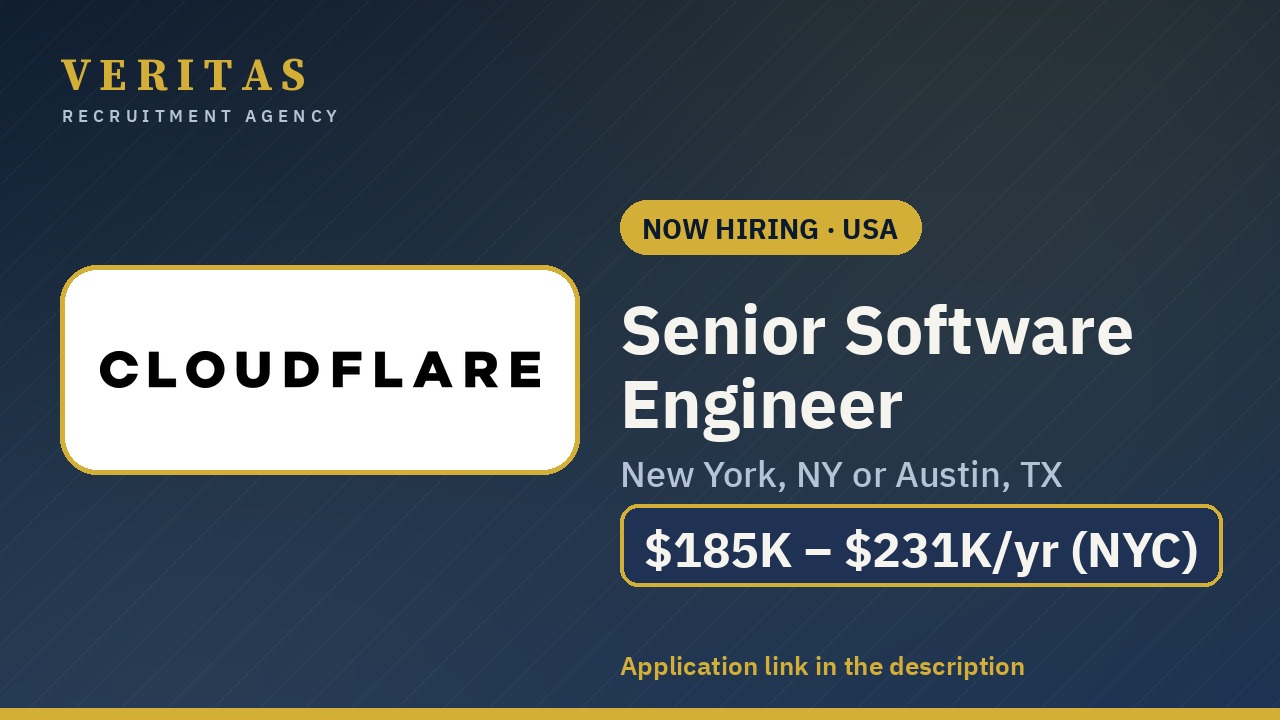 VERITAS
RECRUITMENT AGENCY
CLOUDFLARE
NOW HIRING · USA
Senior Software
Engineer
New York, NY or Austin, TX
$185K – $231K/yr (NYC)
Application link in the description